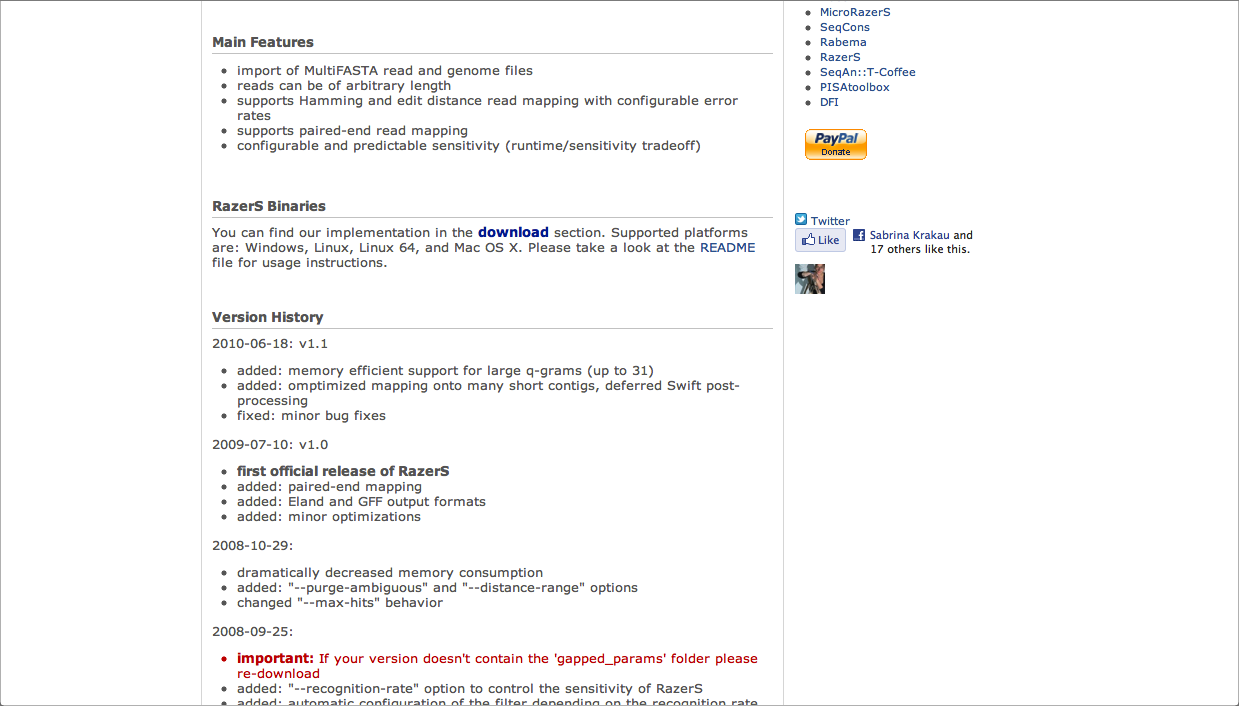 Main Features
import of MultiFASTA read and genome files
reads can be of arbitrary length
supports Hamming and edit distance read mapping with configurable error
rates
supports paired-end read mapping
configurable and predictable sensitivity (runtime/sensitivity tradeoff)
RazerS Binaries
You can find our implementation in the download section. Supported platforms
are: Windows, Linux, Linux 64, and Mac OS X. Please take a look at the README
file for usage instructions.
Version History
2010-06-18: v1.1
added: memory efficient support for large q-grams (up to 31)
added: omptimized mapping onto many short contigs, deferred Swift post-
processing
fixed: minor bug fixes
2009-07-10: v1.0
first official release of RazerS
added: paired-end mapping
added: Eland and GFF output formats
added: minor optimizations
2008-10-29:
dramatically decreased memory consumption
added: "--purge-ambiguous" and "--distance-range" options
changed "--max-hits" behavior
2008-09-25:
important: If your version doesn't contain the 'gapped_params' folder please
re-download
added: "--recognition-rate" option to control the sensitivity of RazerS
added: automatic configuration of the filter depending on the recognition rate
MicroRazerS
SeqCons
Rabema
RazerS
SeqAn::T-Coffee
PISAtoolbox
DFI
PayPal
Donate
Twitter
Like
Sabrina Krakau and
17 others like this.